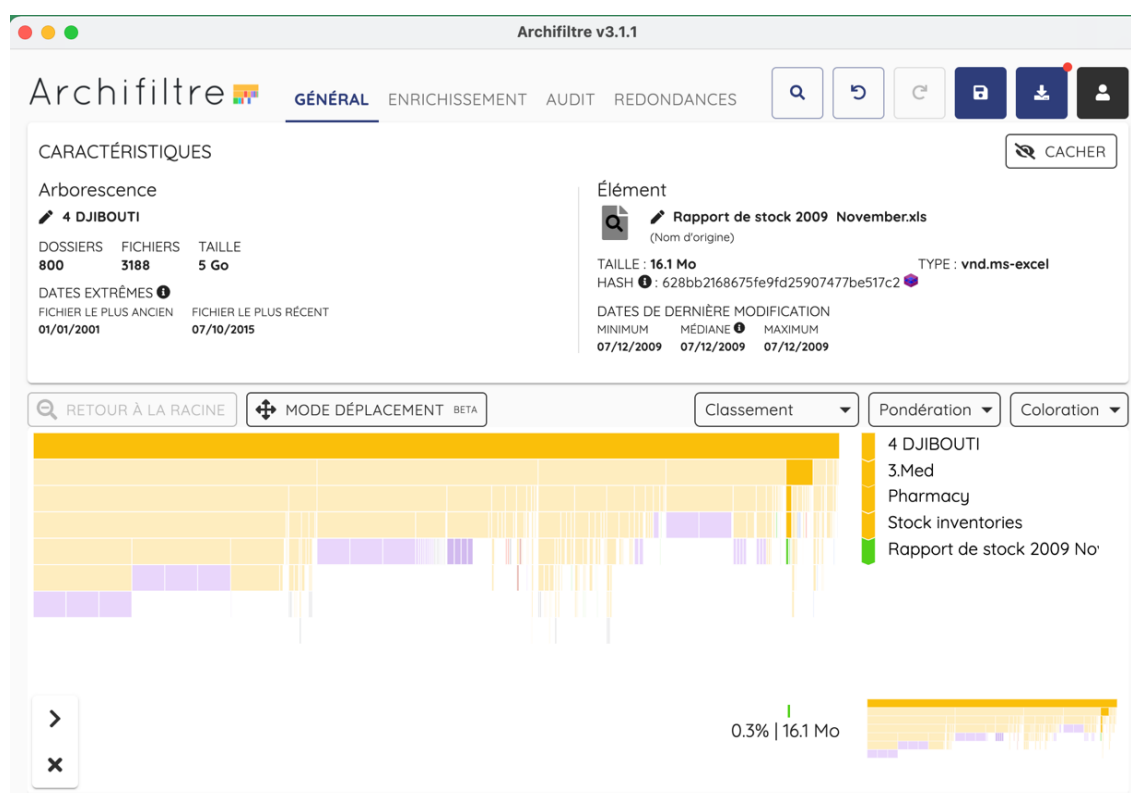 Archifiltre v3.1.1
Archifiltre
GÉNÉRAL ENRICHISSEMENT AUDIT REDONDANCES
CARACTÉRISTIQUES
CACHER
Arborescence
4 DJIBOUTI
DOSSIERS FICHIERS TAILLE
800 3188 5 Go
DATES EXTRÊMES
FICHIER LE PLUS ANCIEN FICHIER LE PLUS RÉCENT
01/01/2001 07/10/2015
Élément
Rapport de stock 2009 November.xls
(Nom d'origine)
TAILLE : 16.1 Mo TYPE : vnd.ms-excel
HASH : 628bb2168675fe9fd25907477be517c2
DATES DE DERNIÈRE MODIFICATION
MINIMUM MÉDIANE MAXIMUM
07/12/2009 07/12/2009 07/12/2009
RETOUR À LA RACINE MODE DÉPLACEMENT BETA Classement Pondération Coloration
4 DJIBOUTI
3.Med
Pharmacy
Stock inventories
Rapport de stock 2009 No
0.3% | 16.1 Mo